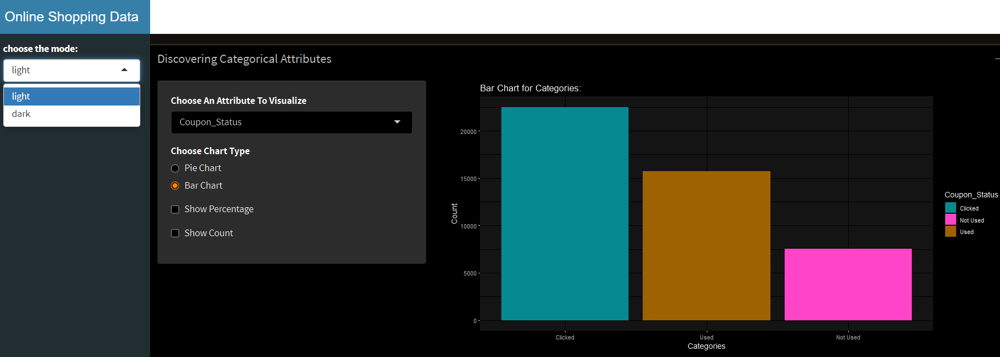 Online Shopping Data
choose the mode:
light
light
dark
Discovering Categorical Attributes
Choose An Attribute To Visualize
Coupon_Status
Choose Chart Type
Pie Chart
Bar Chart
Show Percentage
Show Count
Bar Chart for Categories:
Count
20000
15000
10000
5000
0
Clicked
Used
Not Used
Categories
Coupon_Status
Clicked
Not Used
Used